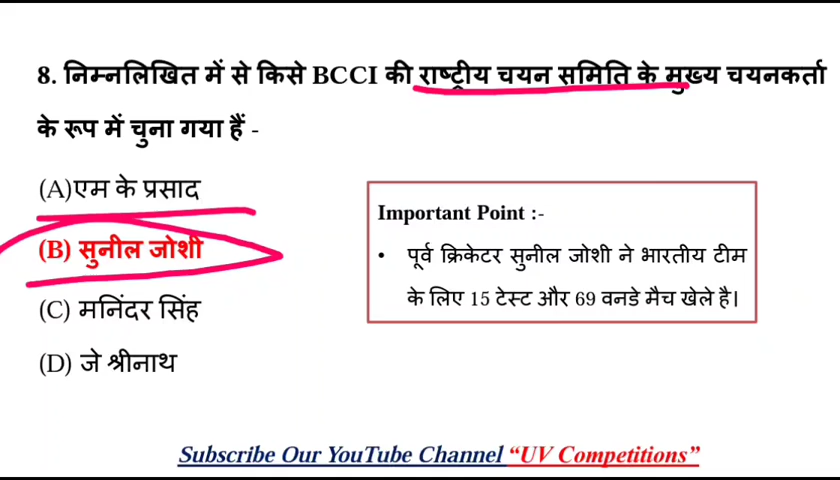 8. निम्नलिखित में से किसे BCCI की राष्ट्रीय चयन समिति के मुख्य चयनकर्ता
के रूप में चुना गया हैं -
(A)एम के प्रसाद
(B) सुनील जोशी
(C) मनिंदर सिंह
(D) जे श्रीनाथ
Important Point :-
• पूर्व क्रिकेटर सुनील जोशी ने भारतीय टीम
के लिए 15 टेस्ट और 69 वनडे मैच खेले है।
Subscribe Our YouTube Channel “UV Competitions”